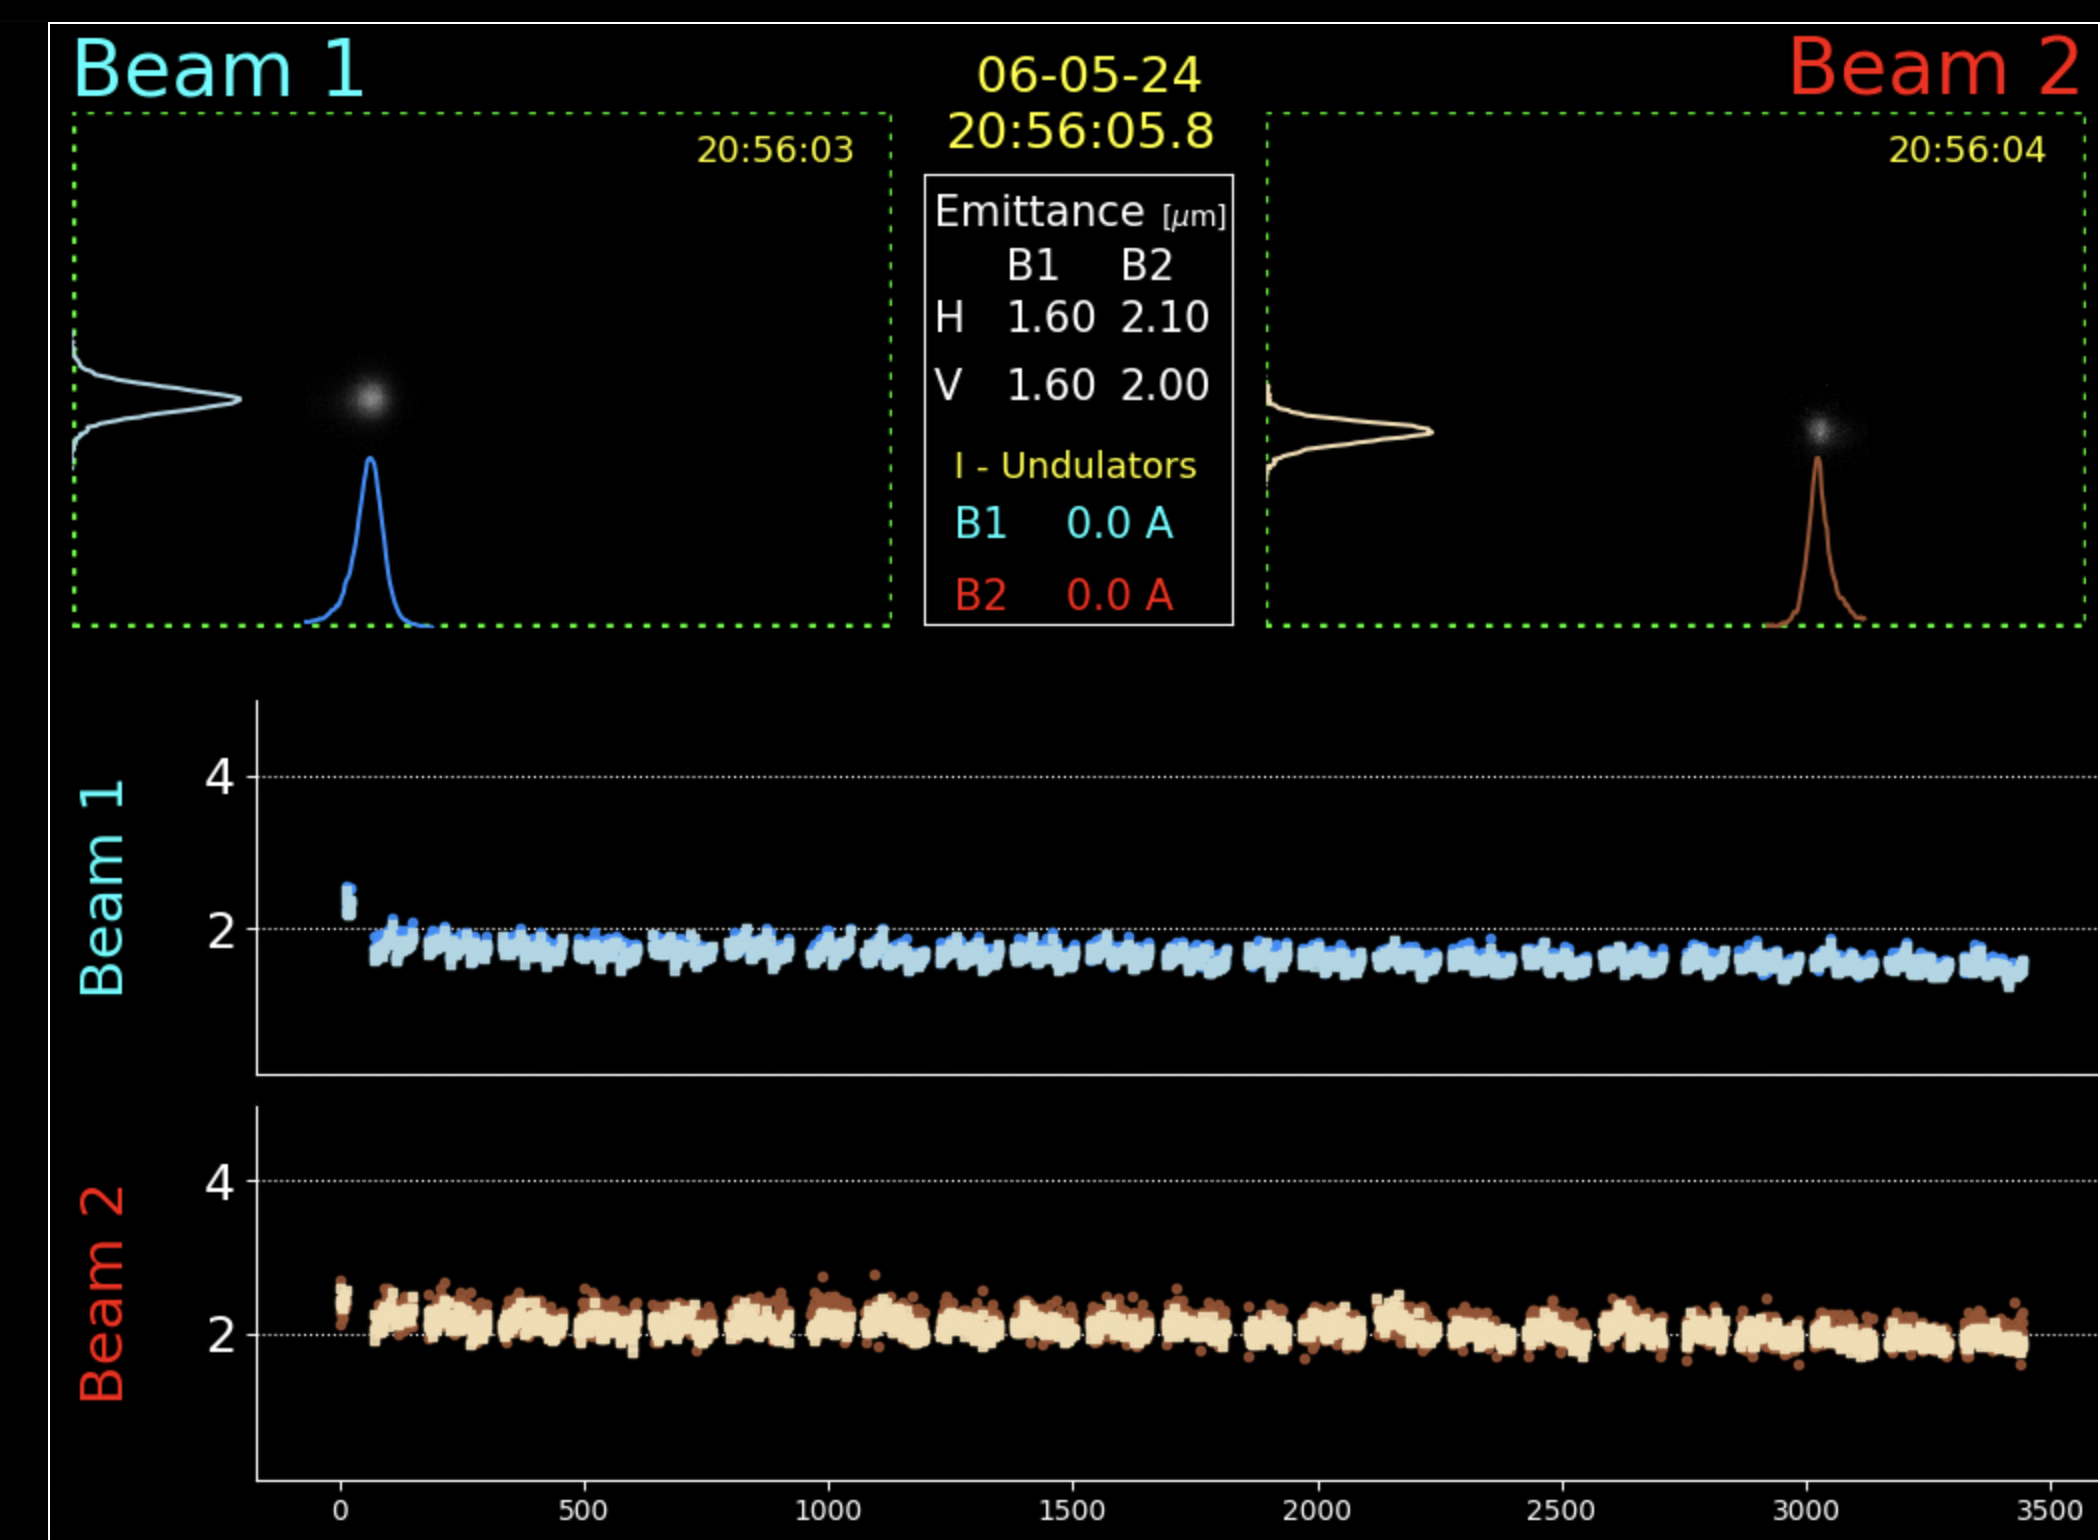 Beam 1
20:56:03
06-05-24
20:56:05.8
Beam 2
20:56:04
Emittance [μm]
B1 B2
H 1.60 2.10
V 1.60 2.00
I - Undulators
B1 0.0 A
B2 0.0 A
Beam 1
4
2
Beam 2
4
2
0 500 1000 1500 2000 2500 3000 3500